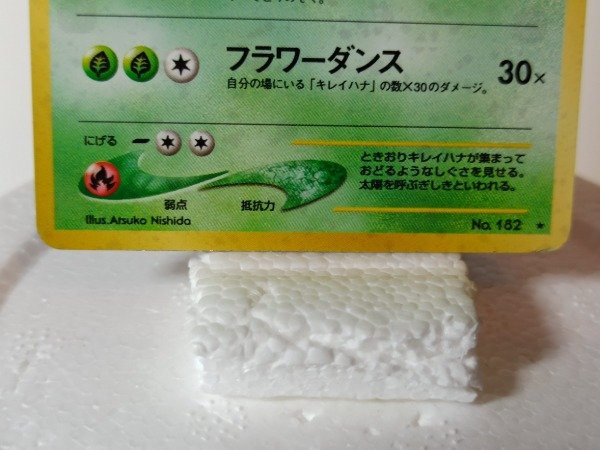 フラワーダンス 30×
自分の場にいる「キレイハナ」の数×30のダメージ。
にげる
ときおりキレイハナが集まって
おどるようなしぐさを見せる。
太陽を呼ぶぎしきといわれる。
弱点 抵抗力
Illus.Atsuko Nishida
No. 182 ★